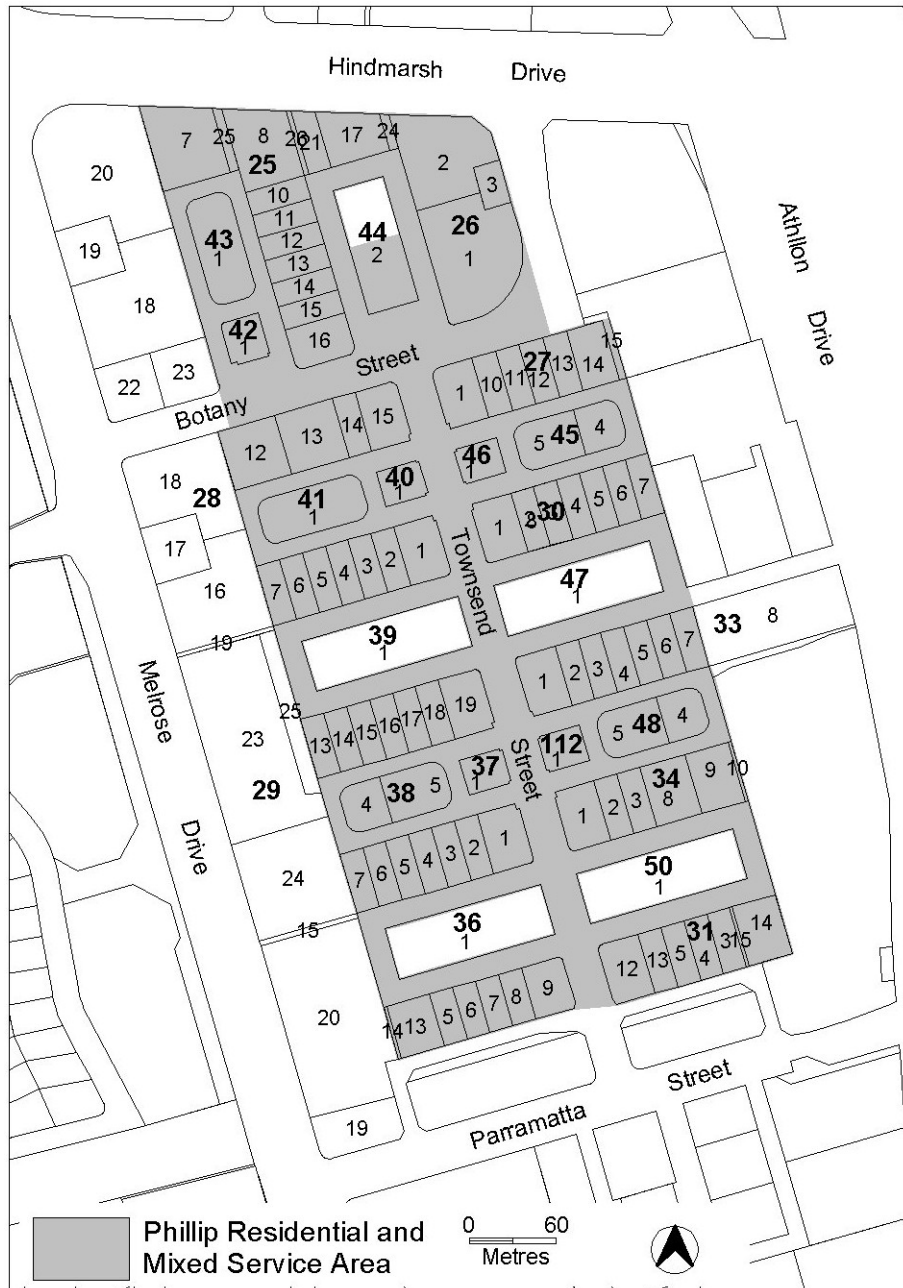 Hindmarsh Drive
7 25 8 26 21 17 24
20 25 2 3
10
11
43 1 44 2 26 1
12
19 13
18 14
15
42 1 16
22 23
Athllon Drive
Botany Street
27
1 10 11 12 13 14 15
12 13 14 15
18 28 40 1 46 1 5 45 4
41 1
17 30
1 2 3 4 5 6 7
16 7 6 5 4 3 2 1
Townsend Street
47 1
19 39 1
33 8
1 2 3 4 5 6 7
25 13 14 15 16 17 18 19
23
29 37 1 112 1 5 48 4
4 38 5
34
1 2 3 8 9 10
24 7 6 5 4 3 2 1
50 1
15 36 1
31
12 13 5 4 3 15 14
20 14 13 5 6 7 8 9
19
Melrose Drive
Parramatta Street
Phillip Residential and
Mixed Service Area
0 60
Metres